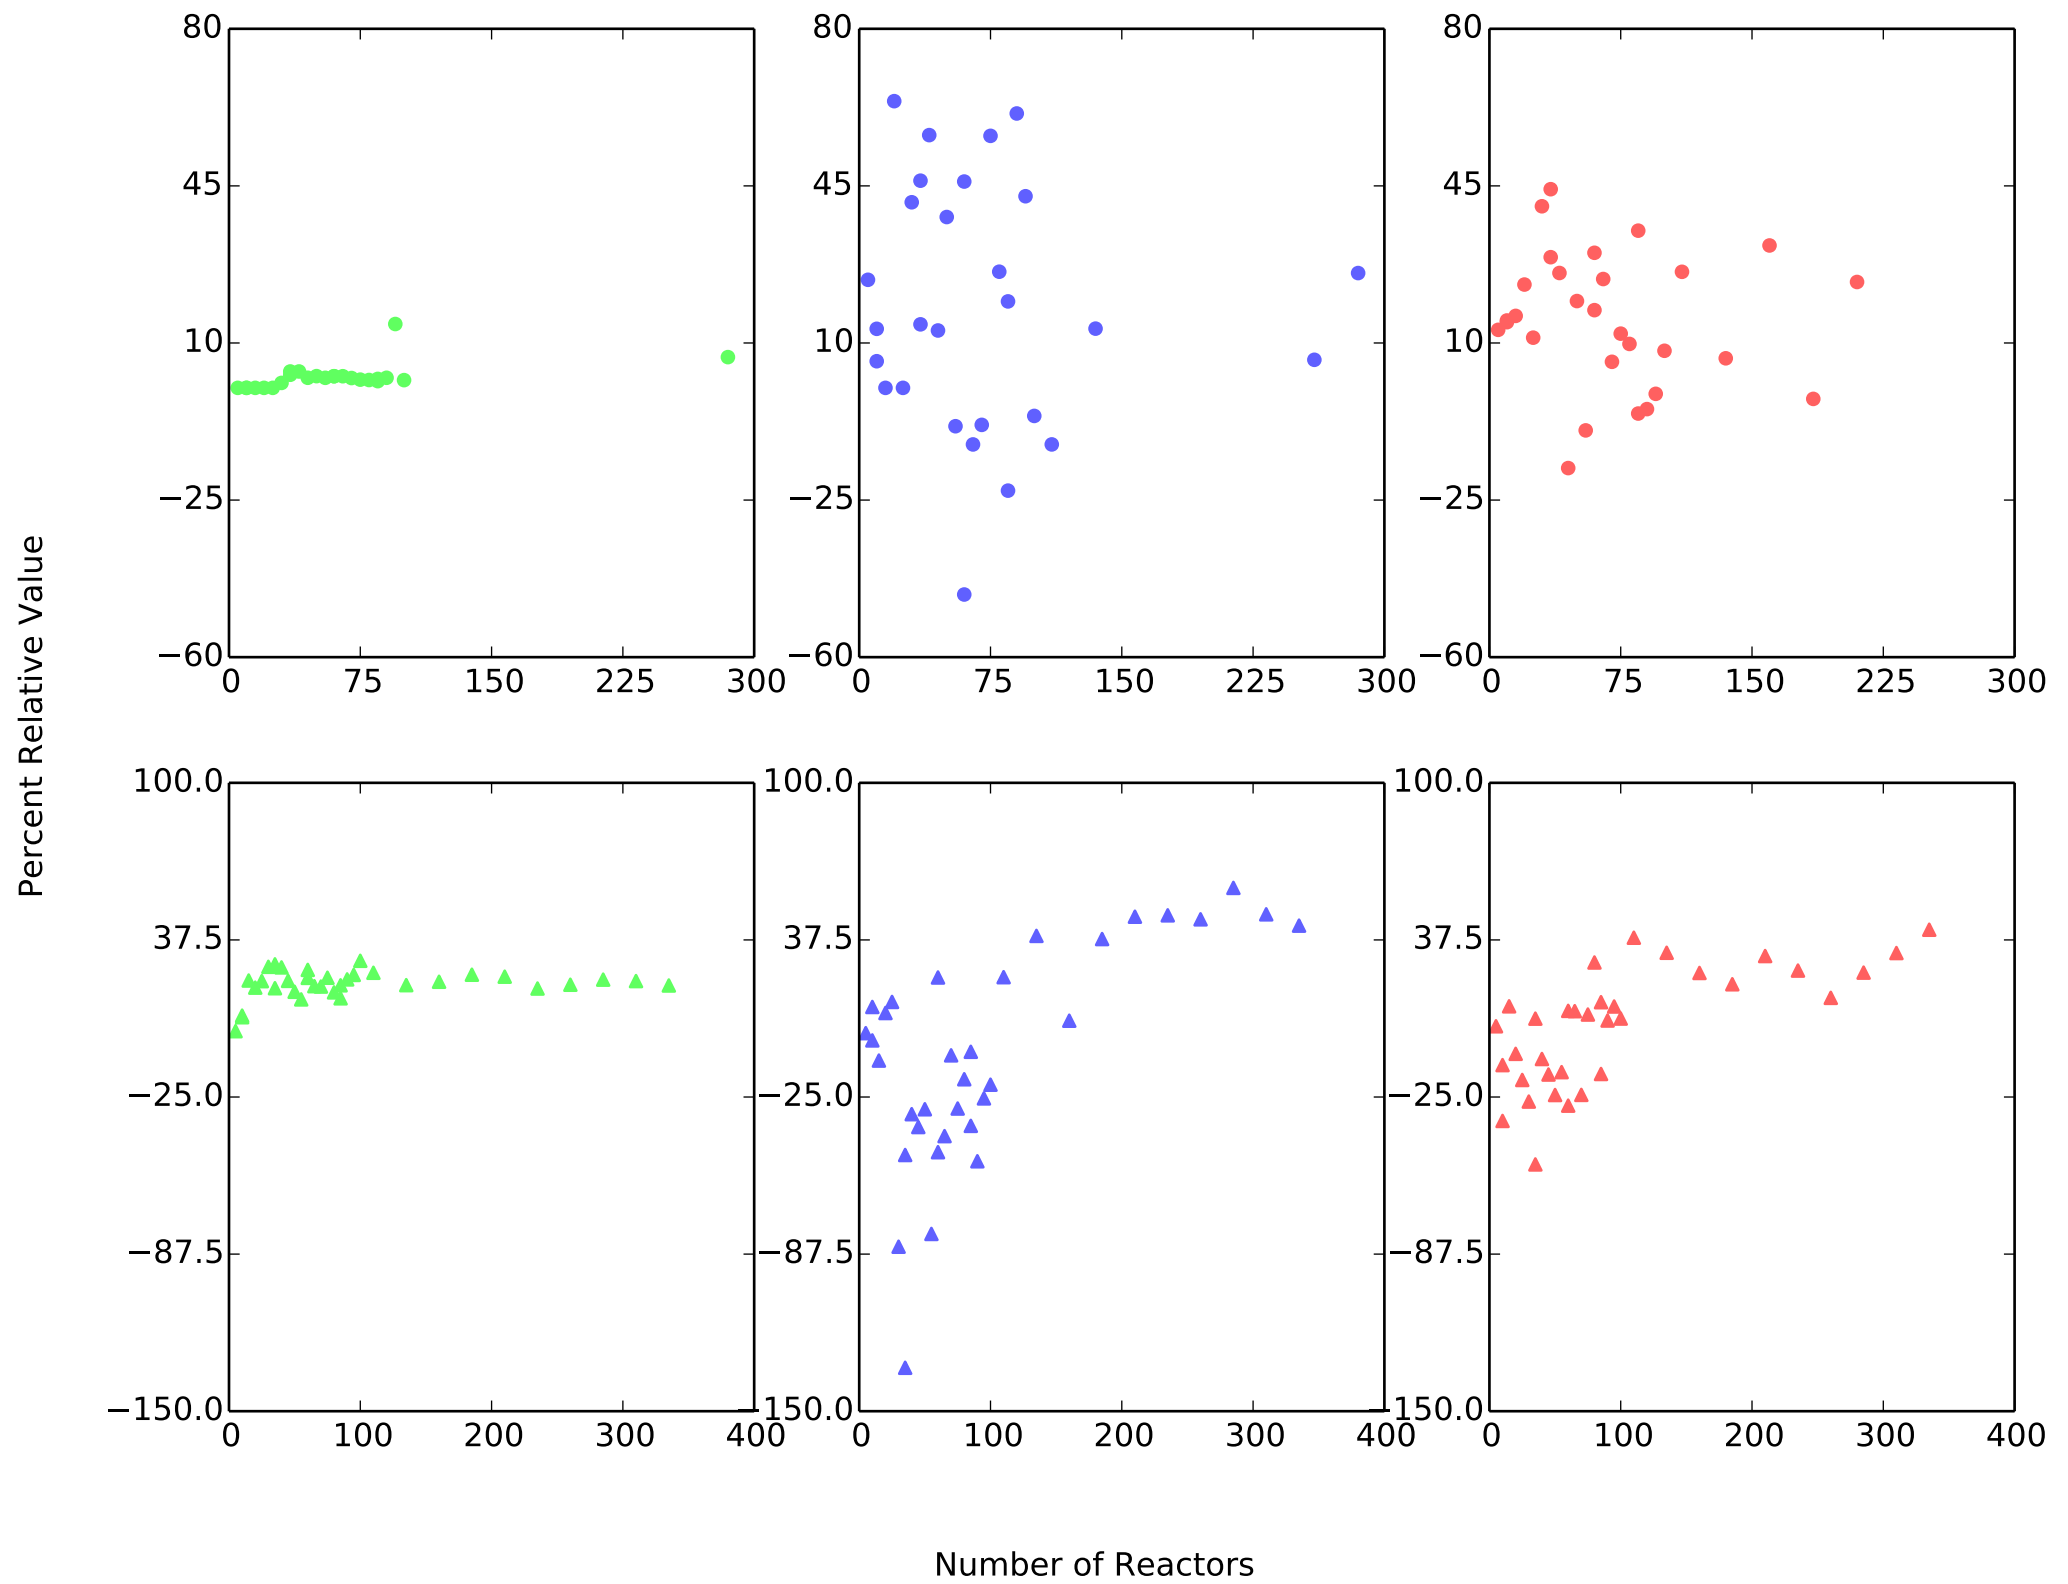 80 80 80
45 45 45
10 10 10
−25 −25 −25
−60 −60 −60
0 75 150 225 300 0 75 150 225 300 0 75 150 225 300
Percent Relative Value
100.0 100.0 100.0
37.5 37.5 37.5
−25.0 −25.0 −25.0
−87.5 −87.5 −87.5
−150.0 −150.0 −150.0
0 100 200 300 400 0 100 200 300 400 0 100 200 300 400
Number of Reactors